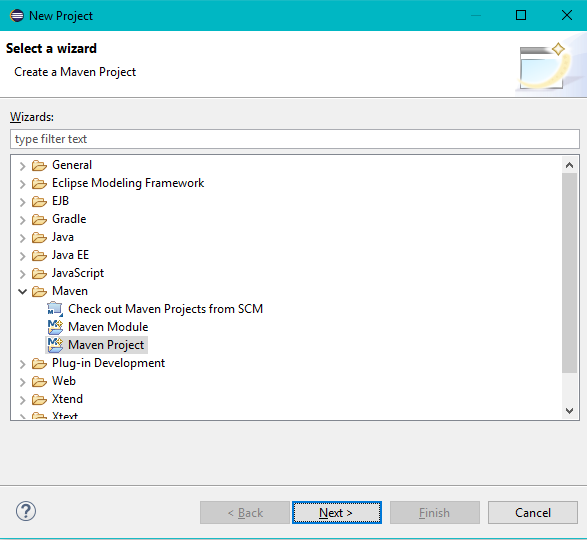 New Project
Select a wizard
Create a Maven Project
Wizards:
type filter text
General
Eclipse Modeling Framework
EJB
Gradle
Java
Java EE
JavaScript
Maven
Check out Maven Projects from SCM
Maven Module
Maven Project
Plug-in Development
Web
Xtend
Xtext
< Back
Next >
Finish
Cancel